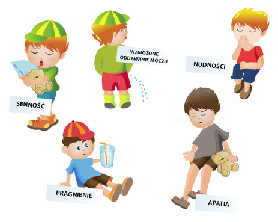 WZMOŻONE
ODDAWANIE MOCZU
NUDNOŚCI
SENNOŚĆ
PRAGNIENIE
APATIA